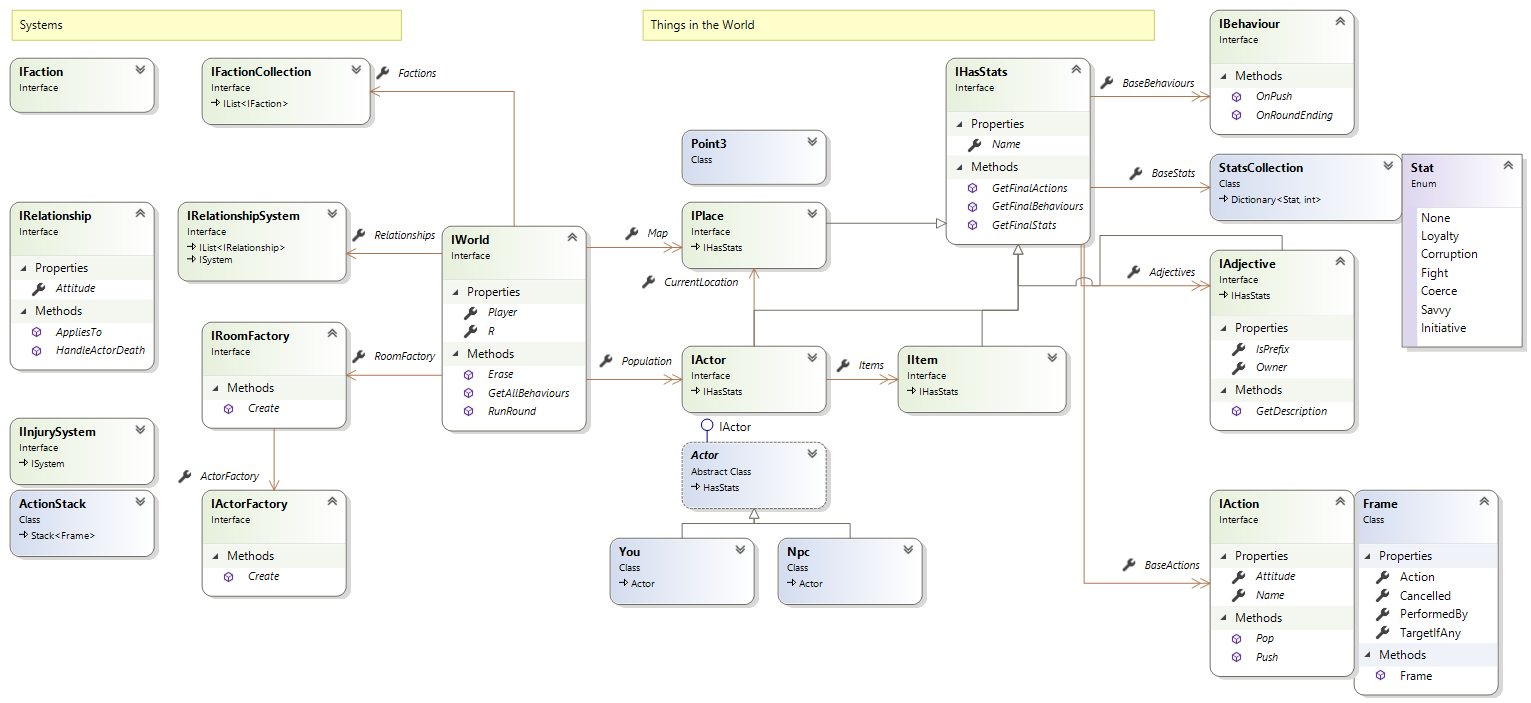 Systems
Things in the World
IFaction
Interface
IFactionCollection
Interface
IList<IFaction>
Factions
IRelationship
Interface
Properties
Attitude
Methods
AppliesTo
HandleActorDeath
IRelationshipSystem
Interface
IList<IRelationship>
ISystem
Relationships
IWorld
Interface
Properties
Player
R
Methods
Erase
GetAllBehaviours
RunRound
IRoomFactory
Interface
Methods
Create
RoomFactory
IInjurySystem
Interface
ISystem
ActionStack
Class
Stack<Frame>
ActorFactory
IActorFactory
Interface
Methods
Create
Point3
Class
IPlace
Interface
IHasStats
Map
CurrentLocation
Population
IActor
Interface
IHasStats
Items
IItem
Interface
IHasStats
IActor
Actor
Abstract Class
HasStats
You
Class
Actor
Npc
Class
Actor
IHasStats
Interface
Properties
Name
Methods
GetFinalActions
GetFinalBehaviours
GetFinalStats
BaseBehaviours
IBehaviour
Interface
Methods
OnPush
OnRoundEnding
BaseStats
StatsCollection
Class
Dictionary<Stat, int>
Stat
Enum
None
Loyalty
Corruption
Fight
Coerce
Savvy
Initiative
Adjectives
IAdjective
Interface
IHasStats
Properties
IsPrefix
Owner
Methods
GetDescription
BaseActions
IAction
Interface
Properties
Attitude
Name
Methods
Pop
Push
Frame
Class
Properties
Action
Cancelled
PerformedBy
TargetIfAny
Methods
Frame